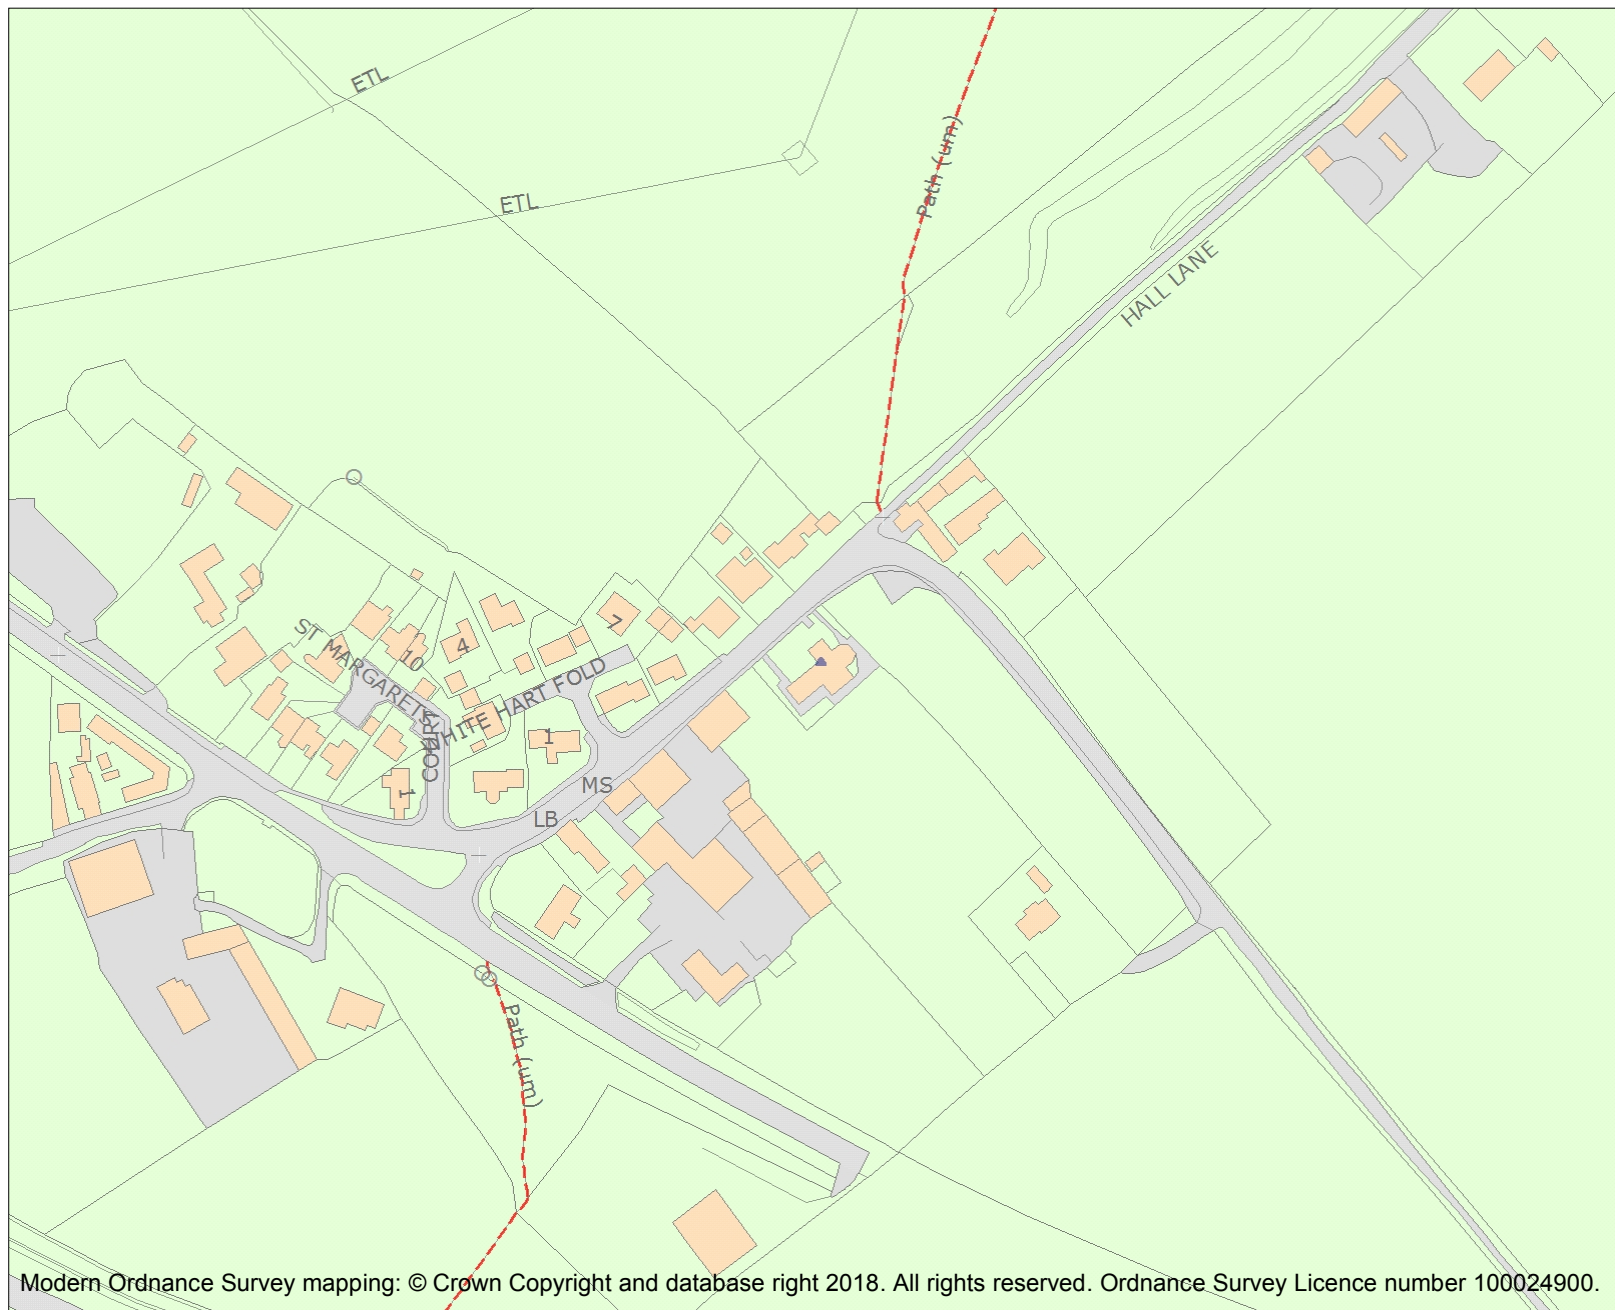 ETL
Path (um)
ETL
HALL LANE
ST MARGARETS
COURT
10
4
7
WHITE HART FOLD
1
1
MS
LB
Path (um)
Modern Ordnance Survey mapping: © Crown Copyright and database right 2018. All rights reserved. Ordnance Survey Licence number 100024900.